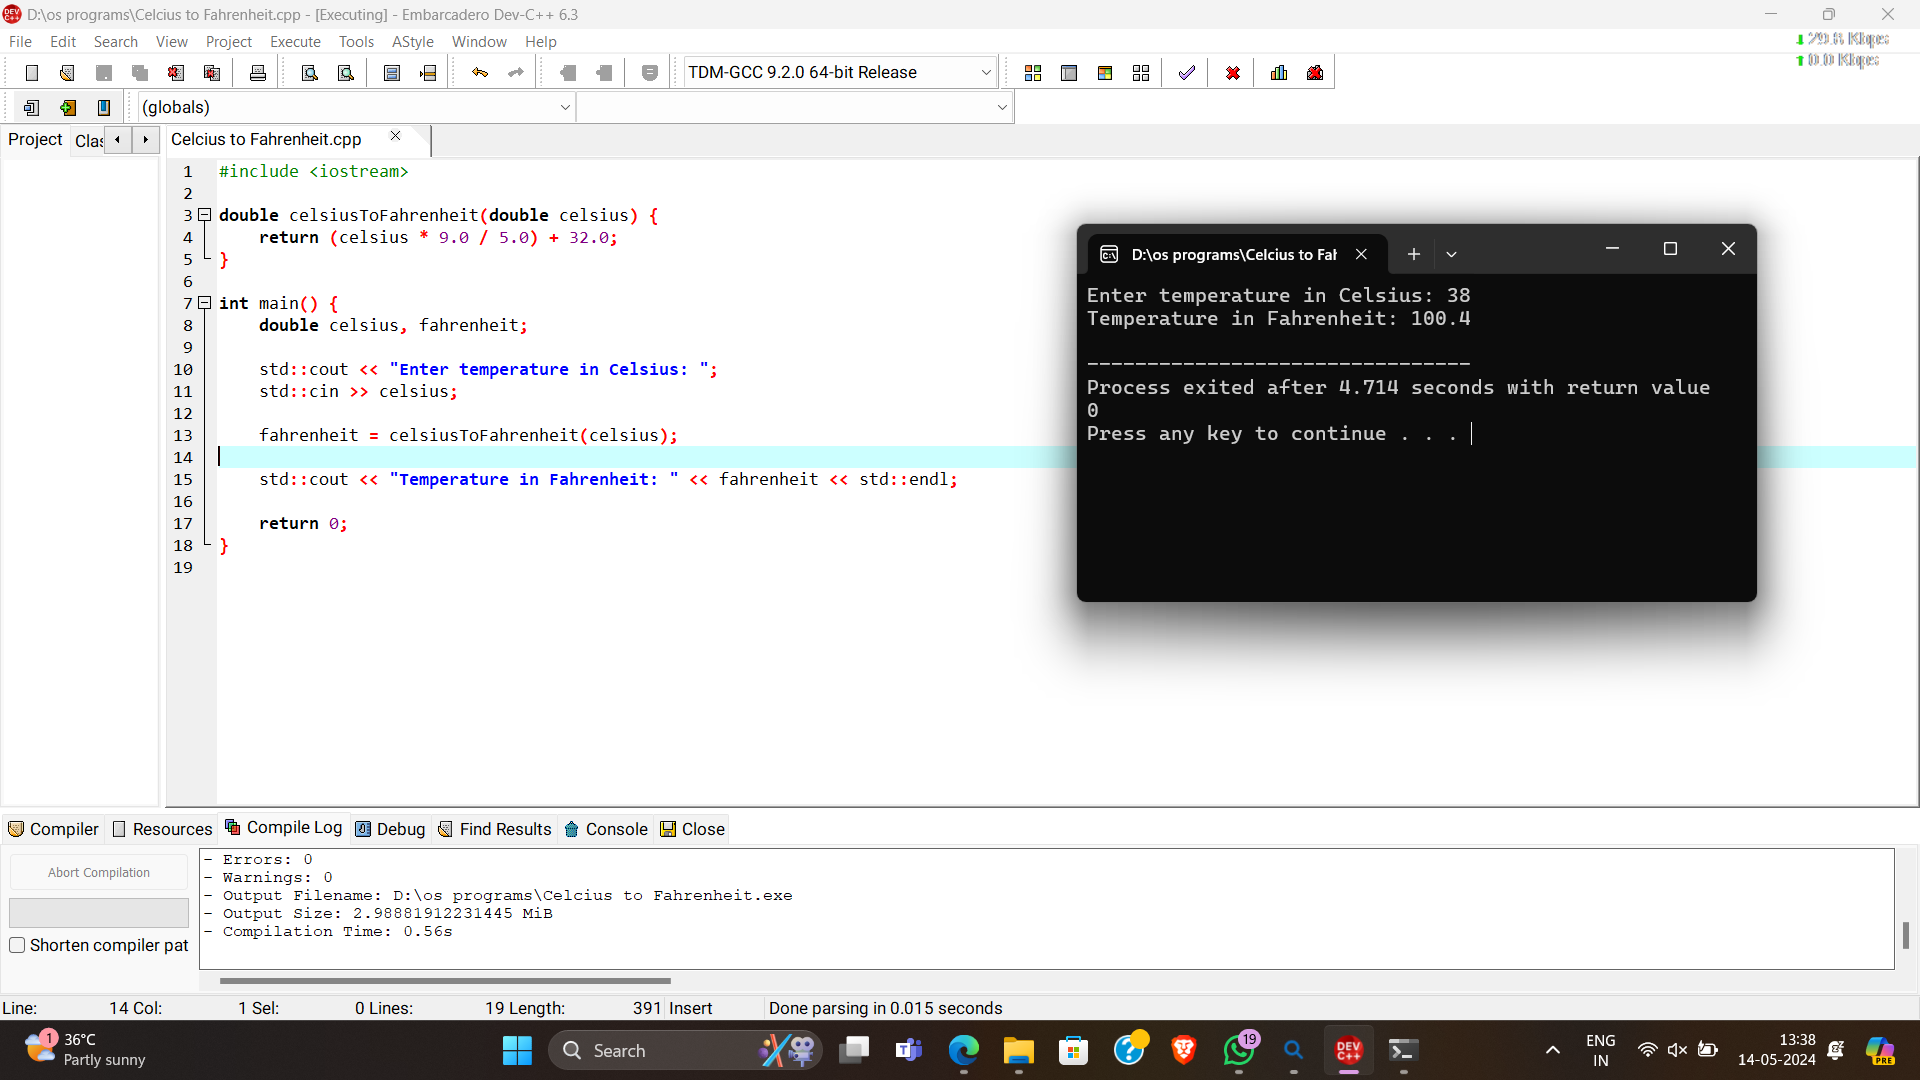 D:\os programs\Celcius to Fahrenheit.cpp - [Executing] - Embarcadero Dev-C++ 6.3
File Edit Search View Project Execute Tools AStyle Window Help
29.6 Kbps
0.0 Kbps
TDM-GCC 9.2.0 64-bit Release
(globals)
Project Clas Celcius to Fahrenheit.cpp
1 #include <iostream>
2
3 double celsiusToFahrenheit(double celsius) {
4 return (celsius * 9.0 / 5.0) + 32.0;
5 }
6
7 int main() {
8 double celsius, fahrenheit;
9
10 std::cout << "Enter temperature in Celsius: ";
11 std::cin >> celsius;
12
13 fahrenheit = celsiusToFahrenheit(celsius);
14
15 std::cout << "Temperature in Fahrenheit: " << fahrenheit << std::endl;
16
17 return 0;
18 }
19
D:\os programs\Celcius to Fah
Enter temperature in Celsius: 38
Temperature in Fahrenheit: 100.4
--------------------------------
Process exited after 4.714 seconds with return value
0
Press any key to continue . . .
Compiler Resources Compile Log Debug Find Results Console Close
Abort Compilation
Shorten compiler pat
- Errors: 0
- Warnings: 0
- Output Filename: D:\os programs\Celcius to Fahrenheit.exe
- Output Size: 2.98881912231445 MiB
- Compilation Time: 0.56s
Line: 14 Col: 1 Sel: 0 Lines: 19 Length: 391 Insert Done parsing in 0.015 seconds
1
36°C
Partly sunny
Search
19
DEV C++
ENG
IN
13:38
14-05-2024
PRE